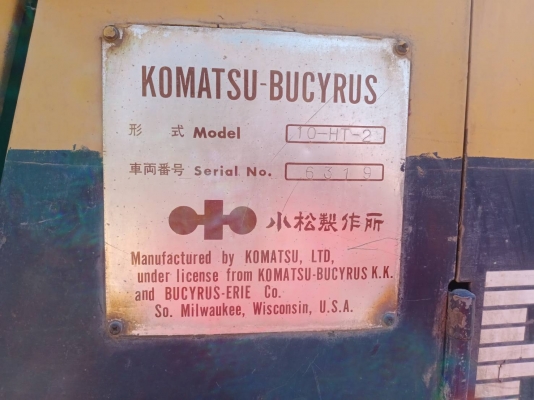 KOMATSU-BUCYRUS
形 式 Model 10-HT-2
車両番号 Serial No. 6319
小松製作所
Manufactured by KOMATSU, LTD,
under license from KOMATSU-BUCYRUS K.K.
and BUCYRUS-ERIE Co.
So. Milwaukee, Wisconsin, U.S.A.